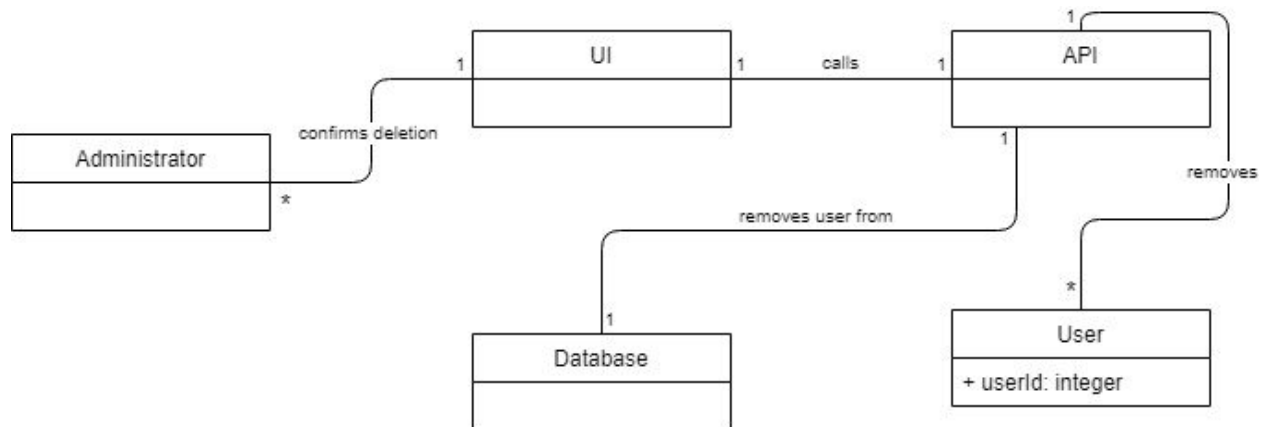 1
UI
API
1
1
calls
1
confirms deletion
Administrator
*
1
removes
removes user from
*
1
User
Database
+ userId: integer